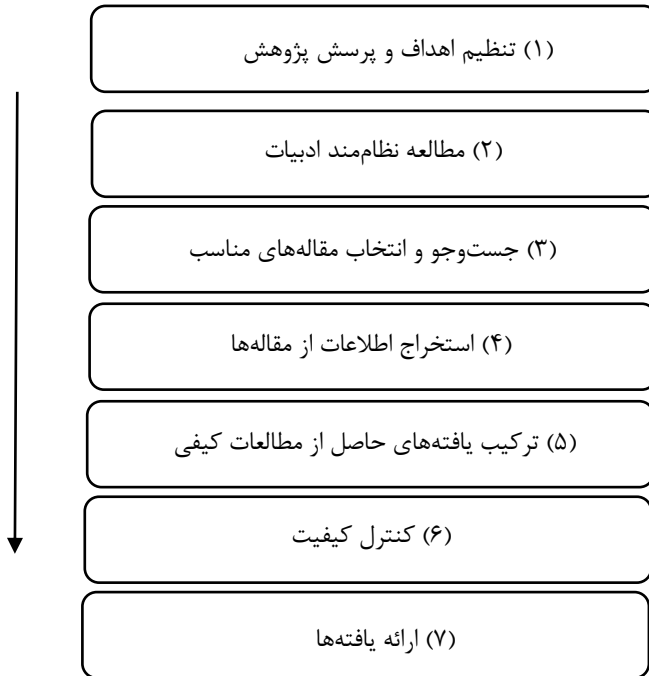 (۱) تنظیم اهداف و پرسش پژوهش
(۲) مطالعه نظام‌مند ادبیات
(۳) جست‌وجو و انتخاب مقاله‌های مناسب
(۴) استخراج اطلاعات از مقاله‌ها
(۵) ترکیب یافته‌های حاصل از مطالعات کیفی
(۶) کنترل کیفیت
(۷) ارائه یافته‌ها